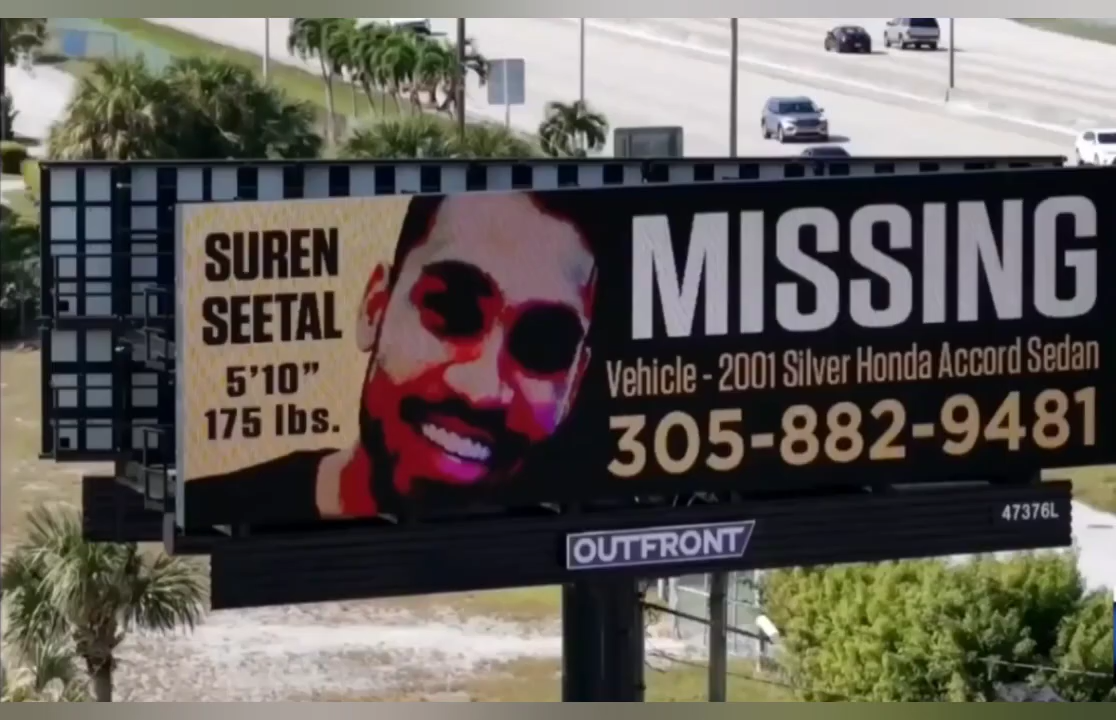 SUREN
SEETAL
5'10"
175 lbs.
MISSING
Vehicle - 2001 Silver Honda Accord Sedan
305-882-9481
47376L
OUTFRONT